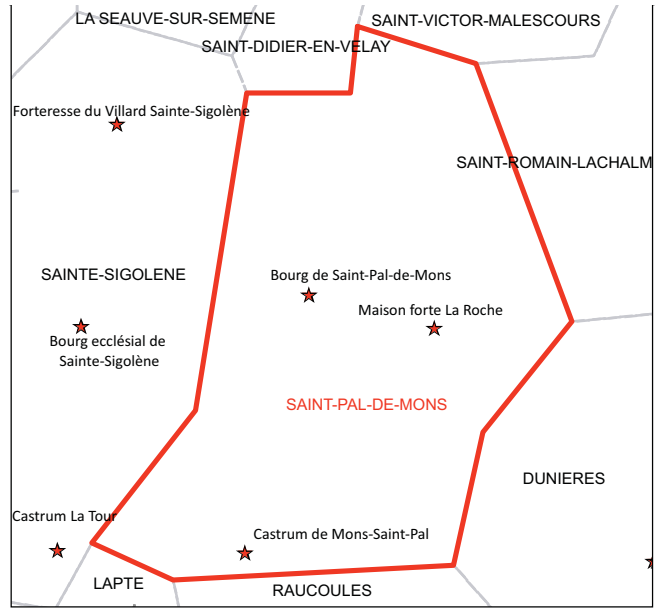 LA SEAUVE-SUR-SEMENE
SAINT-VICTOR-MALESCOURS
SAINT-DIDIER-EN-VELAY
Forteresse du Villard Sainte-Sigolène
SAINT-ROMAIN-LACHALM
SAINTE-SIGOLENE
Bourg de Saint-Pal-de-Mons
Maison forte La Roche
Bourg ecclésial de
Sainte-Sigolène
SAINT-PAL-DE-MONS
DUNIERES
Castrum La Tour
Castrum de Mons-Saint-Pal
LAPTE
RAUCOULES